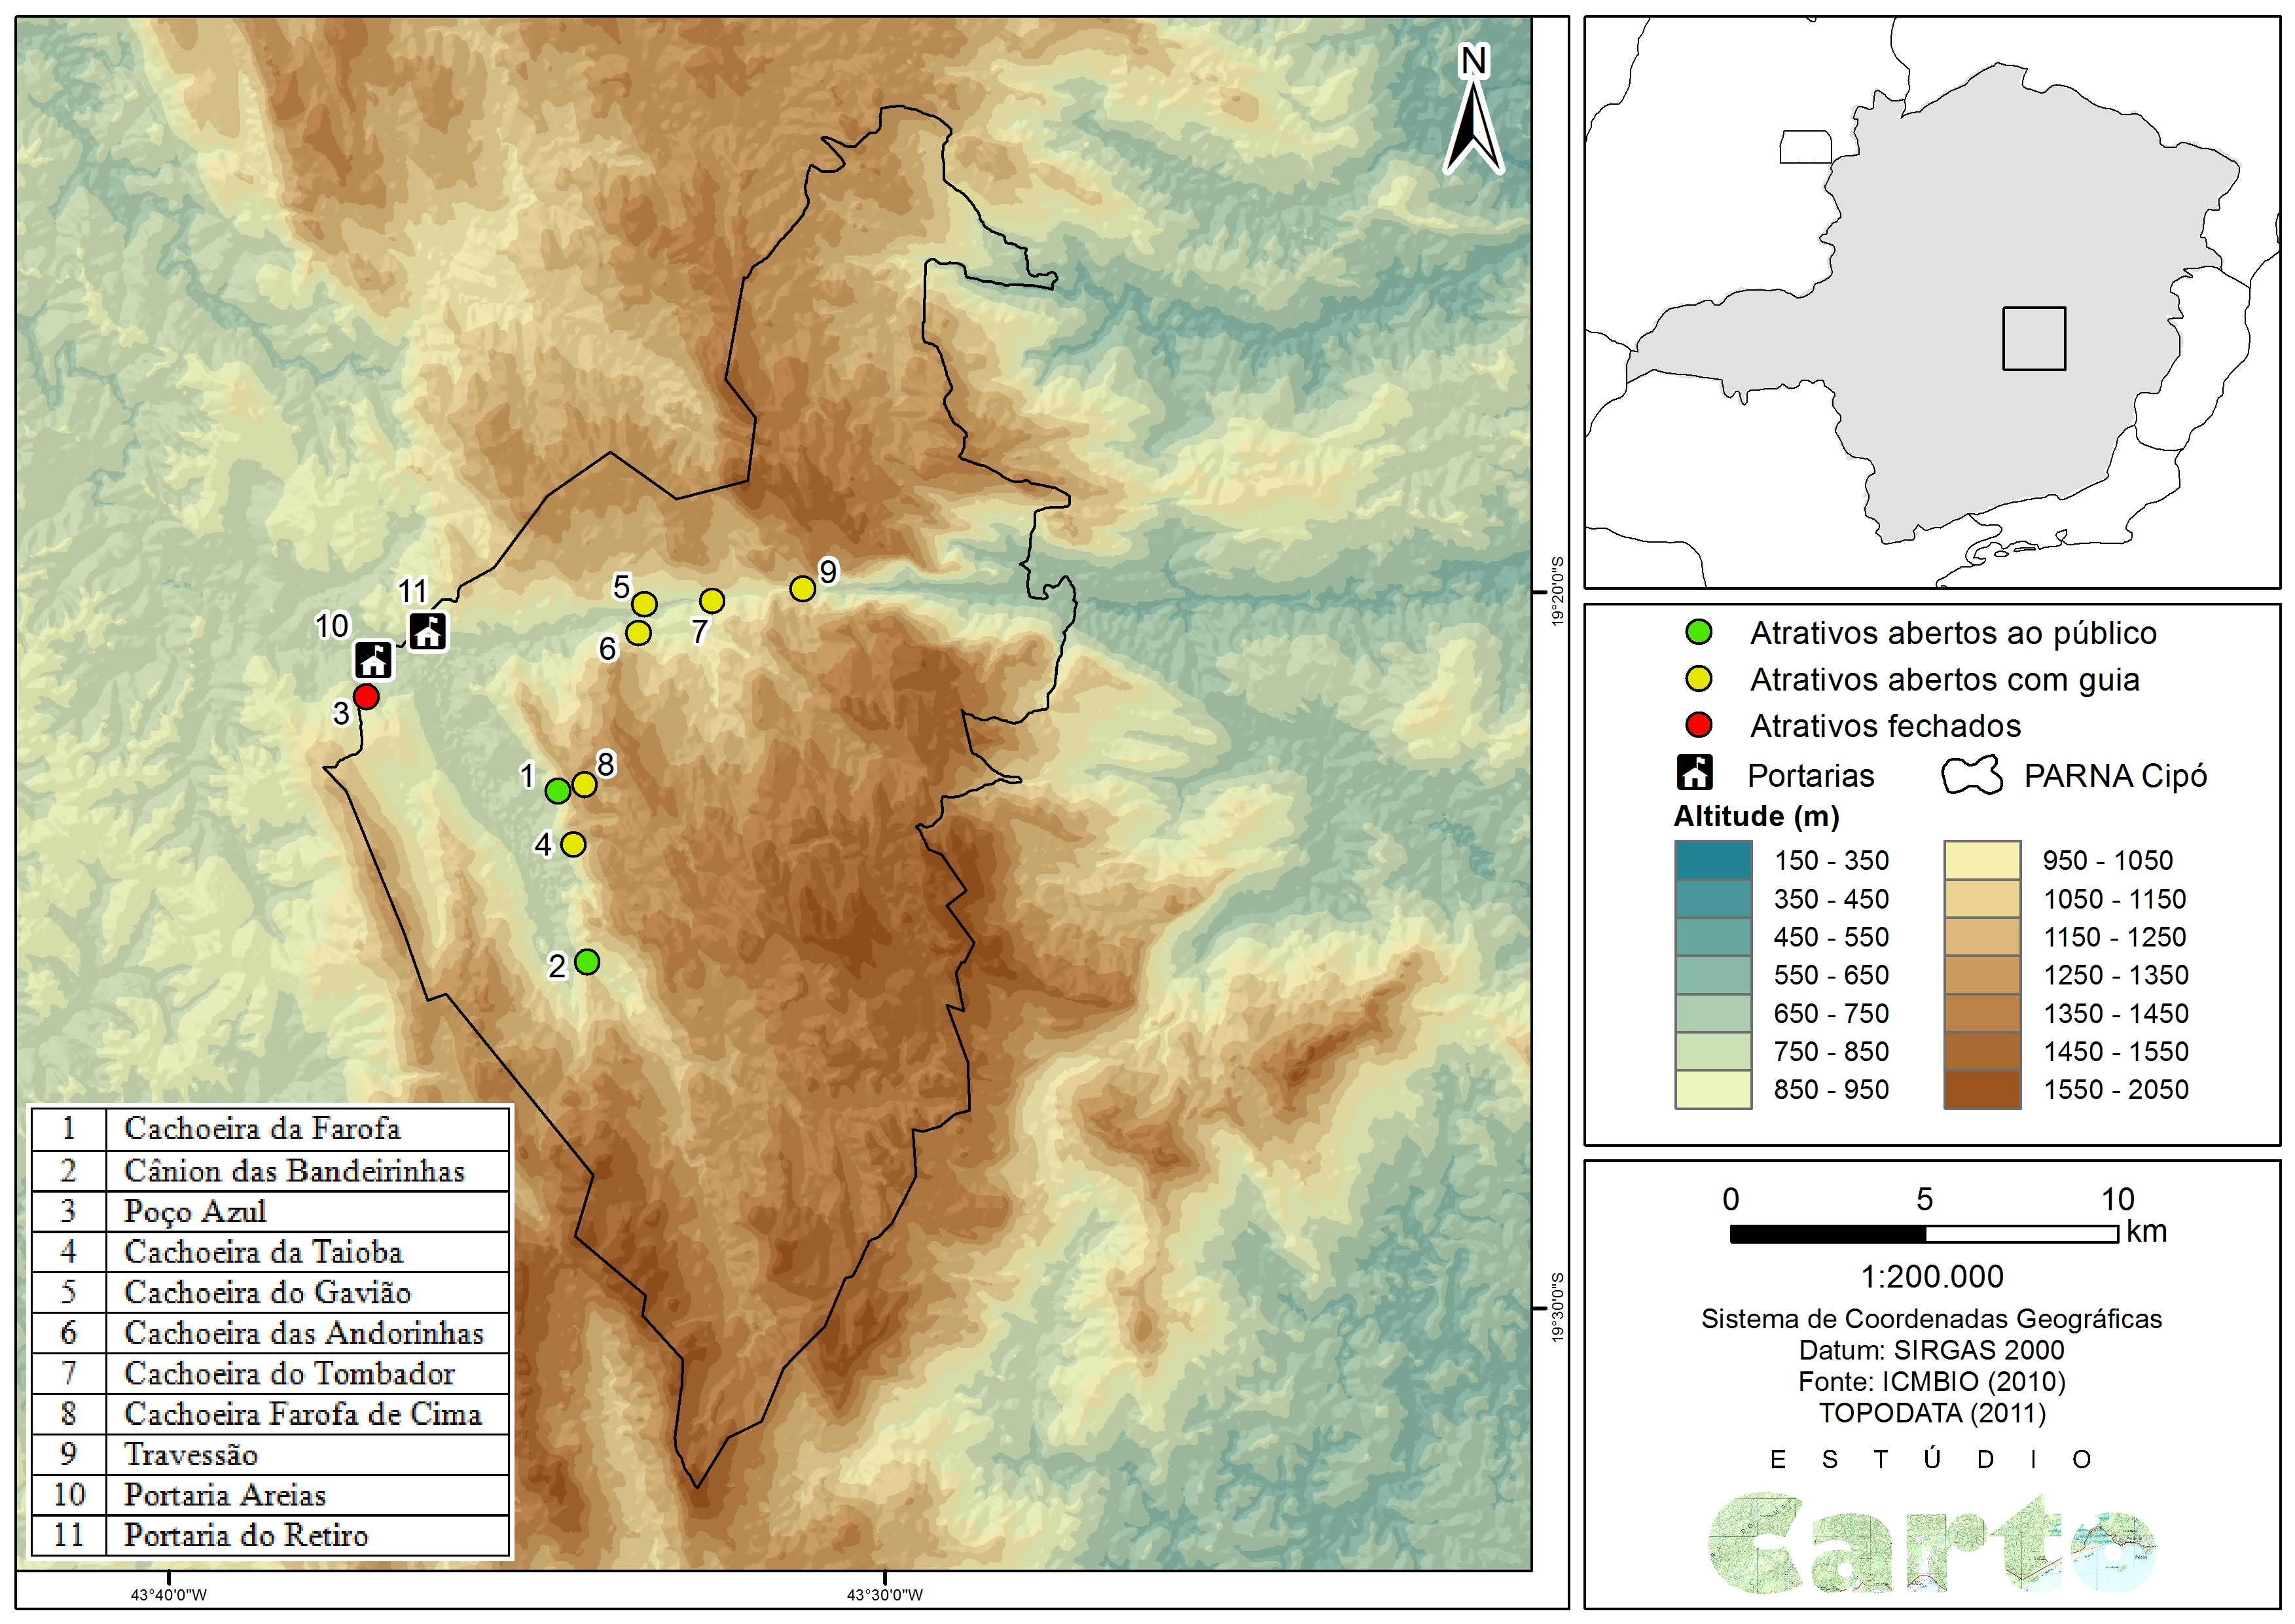 N
11
10
3
5
6
7
9
1
8
4
2
1 Cachoeira da Farofa
2 Cânion das Bandeirinhas
3 Poço Azul
4 Cachoeira da Taioba
5 Cachoeira do Gavião
6 Cachoeira das Andorinhas
7 Cachoeira do Tombador
8 Cachoeira Farofa de Cima
9 Travessão
10 Portaria Areias
11 Portaria do Retiro
43°40'0"W
43°30'0"W
19°20'0"S
19°30'0"S
Atrativos abertos ao público
Atrativos abertos com guia
Atrativos fechados
Portarias
PARNA Cipó
Altitude (m)
150 - 350
350 - 450
450 - 550
550 - 650
650 - 750
750 - 850
850 - 950
950 - 1050
1050 - 1150
1150 - 1250
1250 - 1350
1350 - 1450
1450 - 1550
1550 - 2050
0 5 10
km
1:200.000
Sistema de Coordenadas Geográficas
Datum: SIRGAS 2000
Fonte: ICMBIO (2010)
TOPODATA (2011)
ESTÚDIO
Carto